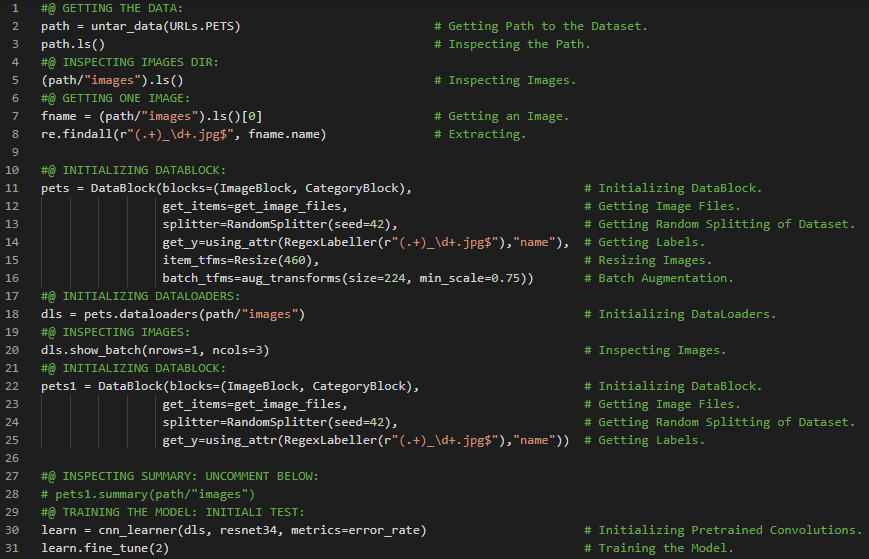 1 #@ GETTING THE DATA:
2 path = untar_data(URLs.PETS) # Getting Path to the Dataset.
3 path.ls() # Inspecting the Path.
4 #@ INSPECTING IMAGES DIR:
5 (path/"images").ls() # Inspecting Images.
6 #@ GETTING ONE IMAGE:
7 fname = (path/"images").ls()[0] # Getting an Image.
8 re.findall(r"(.+)_\d+.jpg$", fname.name) # Extracting.
9
10 #@ INITIALIZING DATABLOCK:
11 pets = DataBlock(blocks=(ImageBlock, CategoryBlock), # Initializing DataBlock.
12 get_items=get_image_files, # Getting Image Files.
13 splitter=RandomSplitter(seed=42), # Getting Random Splitting of Dataset.
14 get_y=using_attr(RegexLabeller(r"(.+)_\d+.jpg$"),"name"), # Getting Labels.
15 item_tfms=Resize(460), # Resizing Images.
16 batch_tfms=aug_transforms(size=224, min_scale=0.75)) # Batch Augmentation.
17 #@ INITIALIZING DATALOADERS:
18 dls = pets.dataloaders(path/"images") # Initializing DataLoaders.
19 #@ INSPECTING IMAGES:
20 dls.show_batch(nrows=1, ncols=3) # Inspecting Images.
21 #@ INITIALIZING DATABLOCK:
22 pets1 = DataBlock(blocks=(ImageBlock, CategoryBlock), # Initializing DataBlock.
23 get_items=get_image_files, # Getting Image Files.
24 splitter=RandomSplitter(seed=42), # Getting Random Splitting of Dataset.
25 get_y=using_attr(RegexLabeller(r"(.+)_\d+.jpg$"),"name")) # Getting Labels.
26
27 #@ INSPECTING SUMMARY: UNCOMMENT BELOW:
28 # pets1.summary(path/"images")
29 #@ TRAINING THE MODEL: INITIALI TEST:
30 learn = cnn_learner(dls, resnet34, metrics=error_rate) # Initializing Pretrained Convolutions.
31 learn.fine_tune(2) # Training the Model.